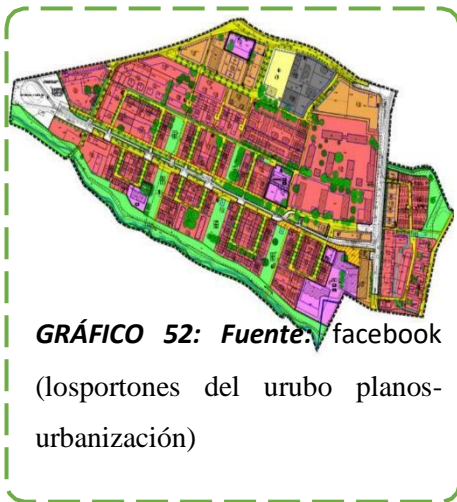 GRÁFICO 52: Fuente: facebook
(losportones del urubo planos-
urbanización)